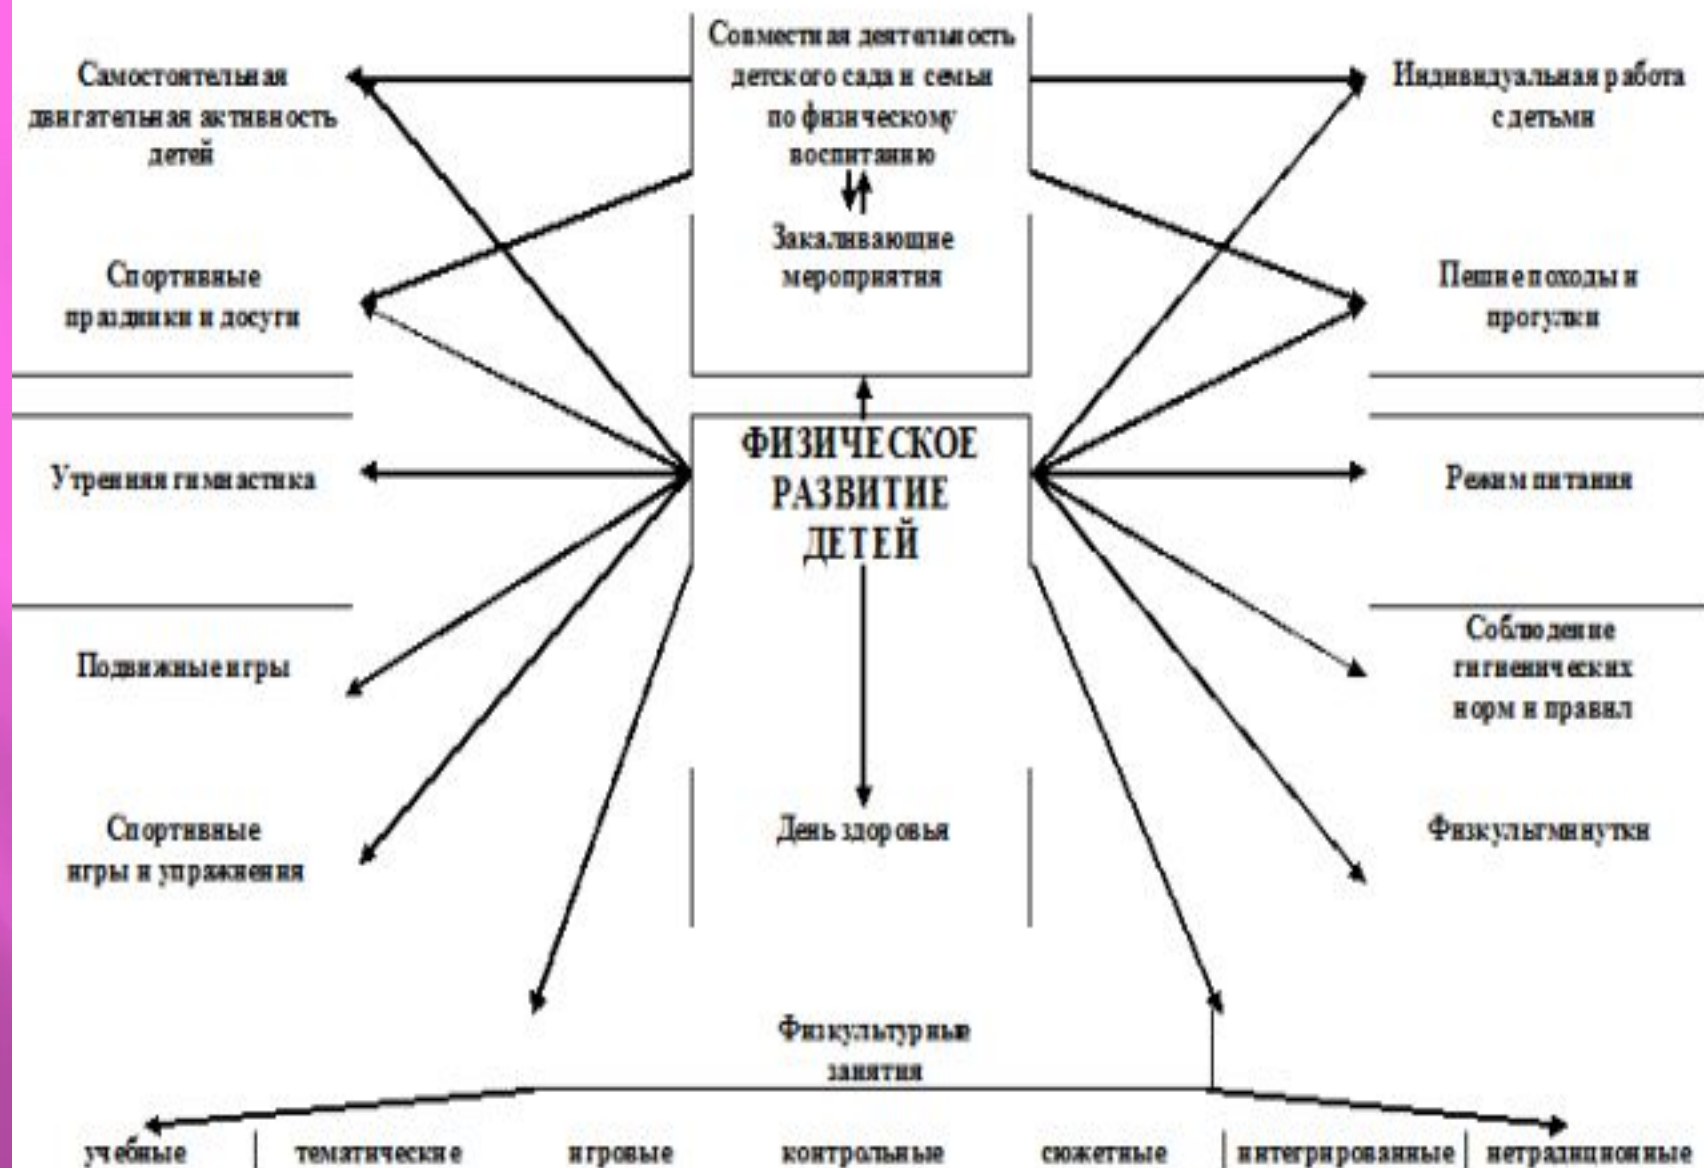 Совместная деятельность
детского сада и семьи
по физическому
воспитанию
Самостоятельная
двигательная активность
детей
Индивидуальная работа
с детьми
Закаливающие
мероприятия
Спортивные
праздники и досуги
Пешие походы и
прогулки
ФИЗИЧЕСКОЕ
РАЗВИТИЕ
ДЕТЕЙ
Утренняя гимнастика
Режим питания
Подвижные игры
Соблюдение
гигиенических
норм и правил
Спортивные
игры и упражнения
День здоровья
Физкультминутки
Физкультурные
занятия
учебные
тематические
игровые
контрольные
сюжетные
интегрированные
нетрадиционные